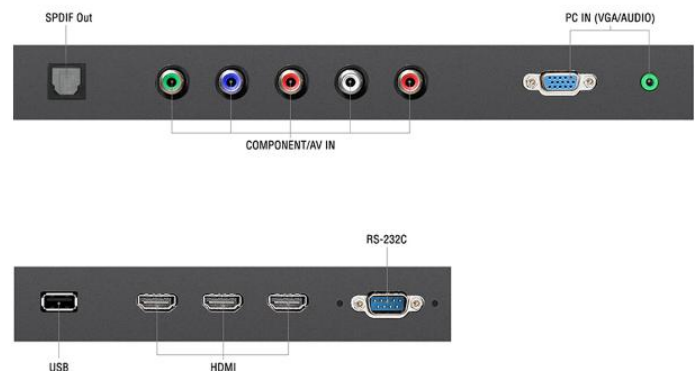 SPDIF Out
PC IN (VGA/AUDIO)
COMPONENT/AV IN
RS-232C
USB
HDMI